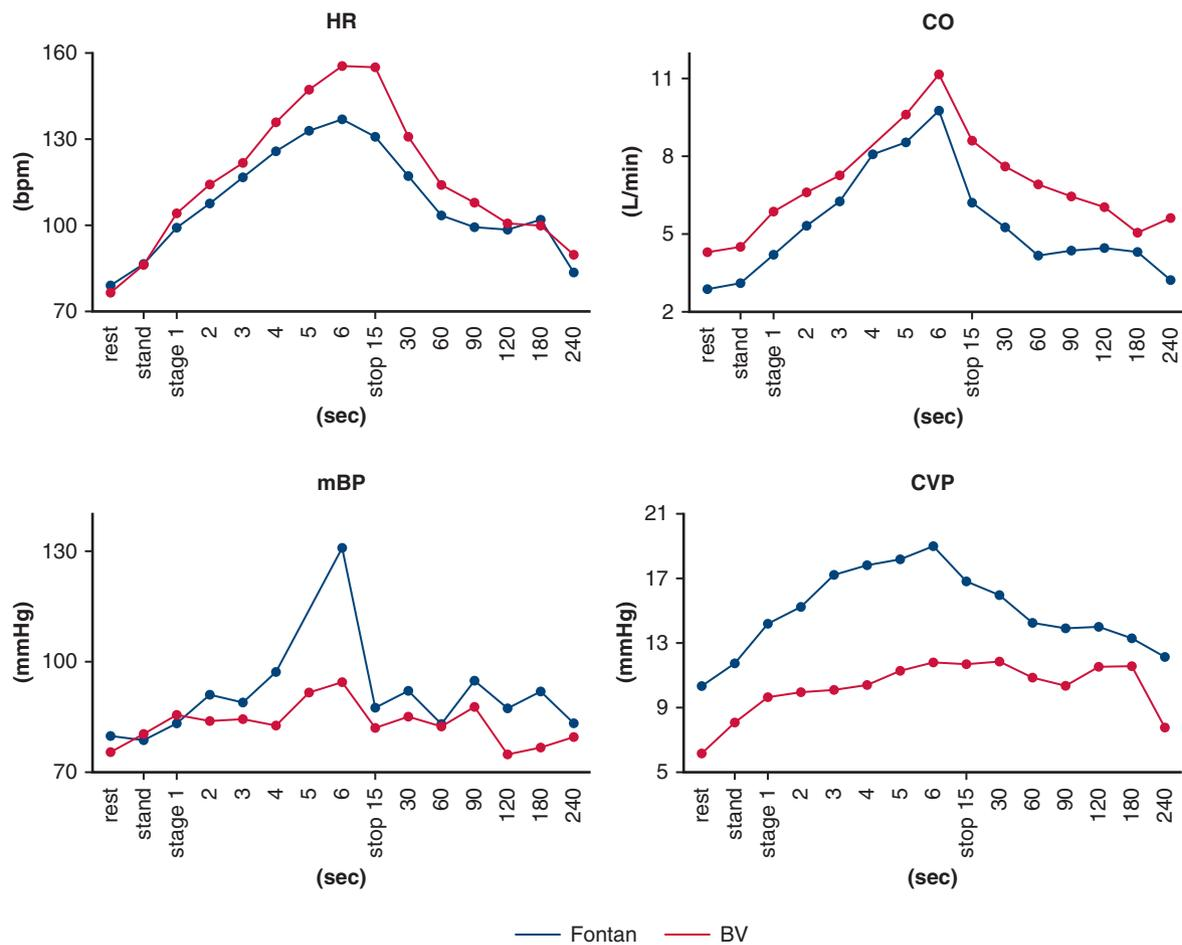 HR
160
130
100
70
(bpm)
rest
stand
stage 1
2
3
4
5
6
stop 15
30
60
90
120
180
240
(sec)
CO
11
8
5
2
(L/min)
rest
stand
stage 1
2
3
4
5
6
stop 15
30
60
90
120
180
240
(sec)
mBP
130
100
70
(mmHg)
rest
stand
stage 1
2
3
4
5
6
stop 15
30
60
90
120
180
240
(sec)
CVP
21
17
13
9
5
(mmHg)
rest
stand
stage 1
2
3
4
5
6
stop 15
30
60
90
120
180
240
(sec)
Fontan
BV